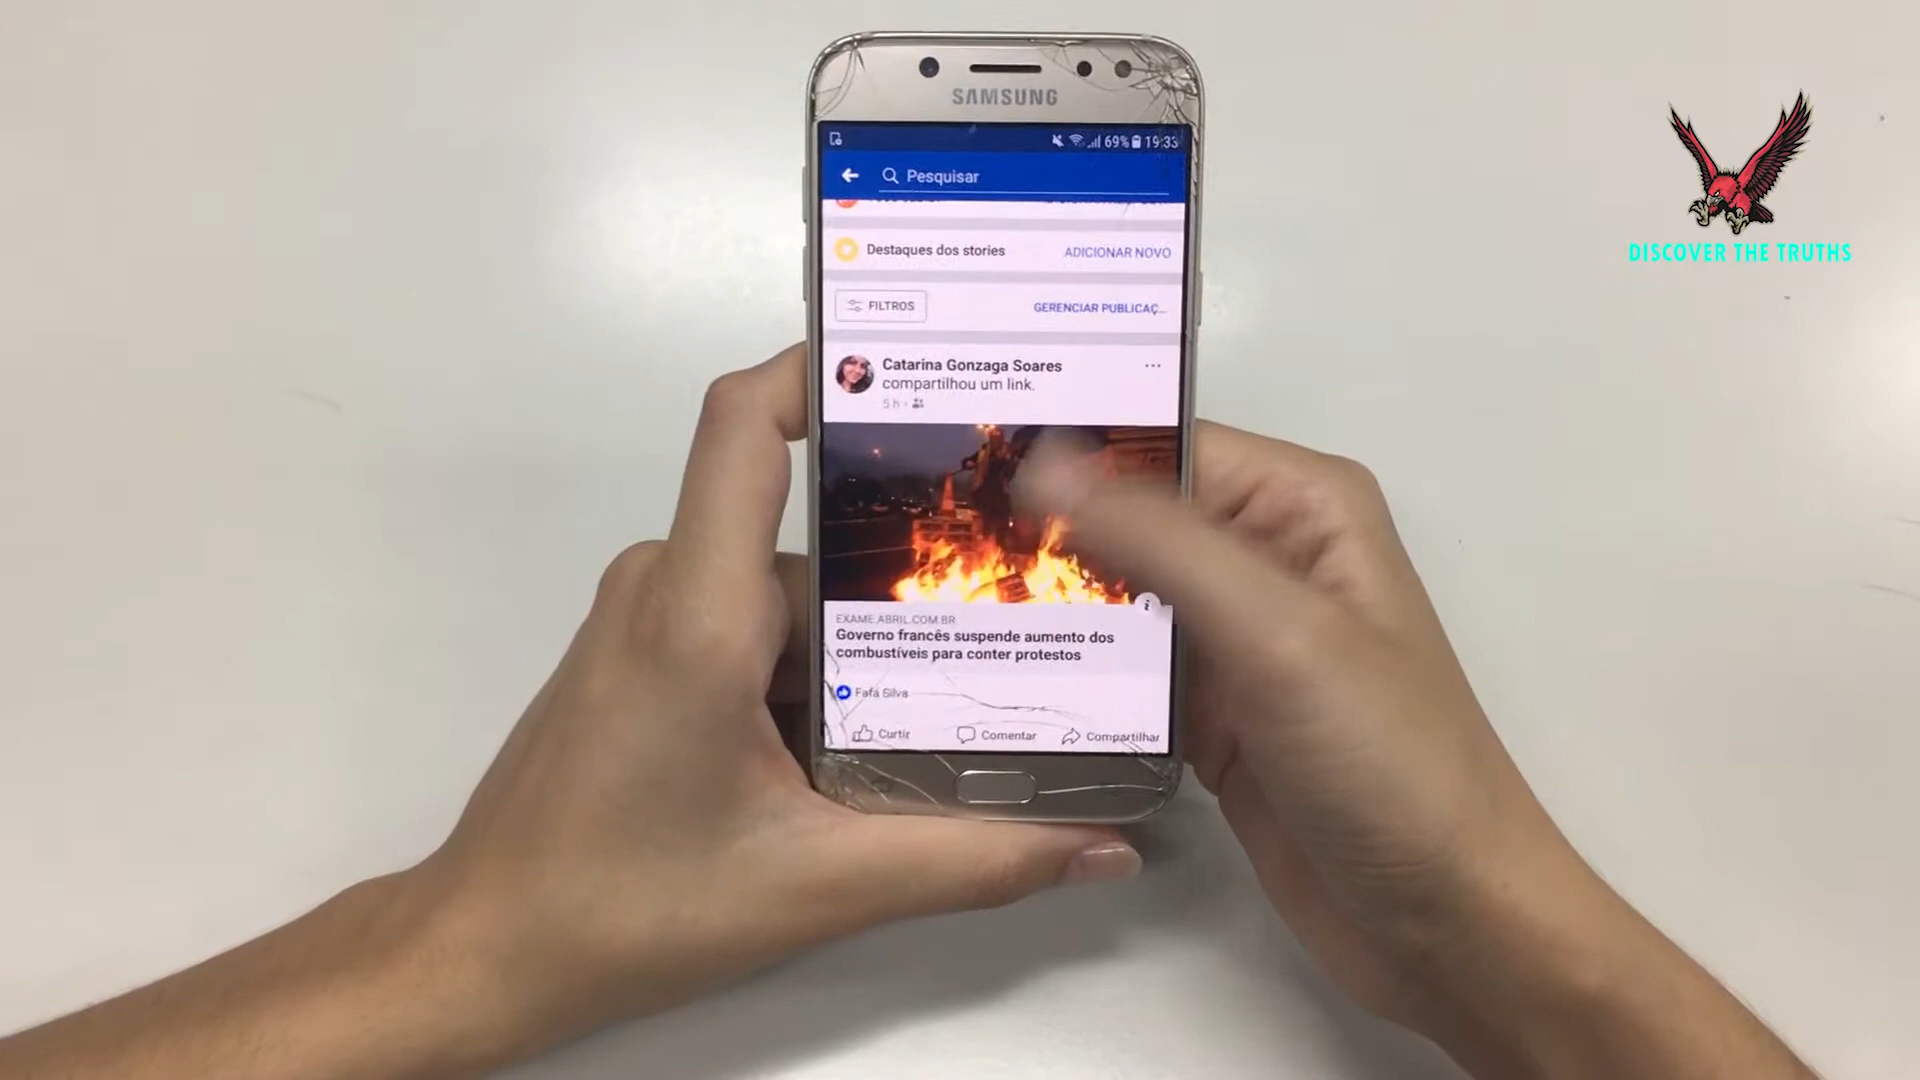 SAMSUNG
69% 19:33
Pesquisar
Destaques dos stories
ADICIONAR NOVO
FILTROS
GERENCIAR PUBLICAÇ...
Catarina Gonzaga Soares
compartilhou um link.
5 h
EXAME.ABRIL.COM.BR
Governo francês suspende aumento dos
combustíveis para conter protestos
Fafá Silva
Curtir
Comentar
Compartilhar
DISCOVER THE TRUTHS